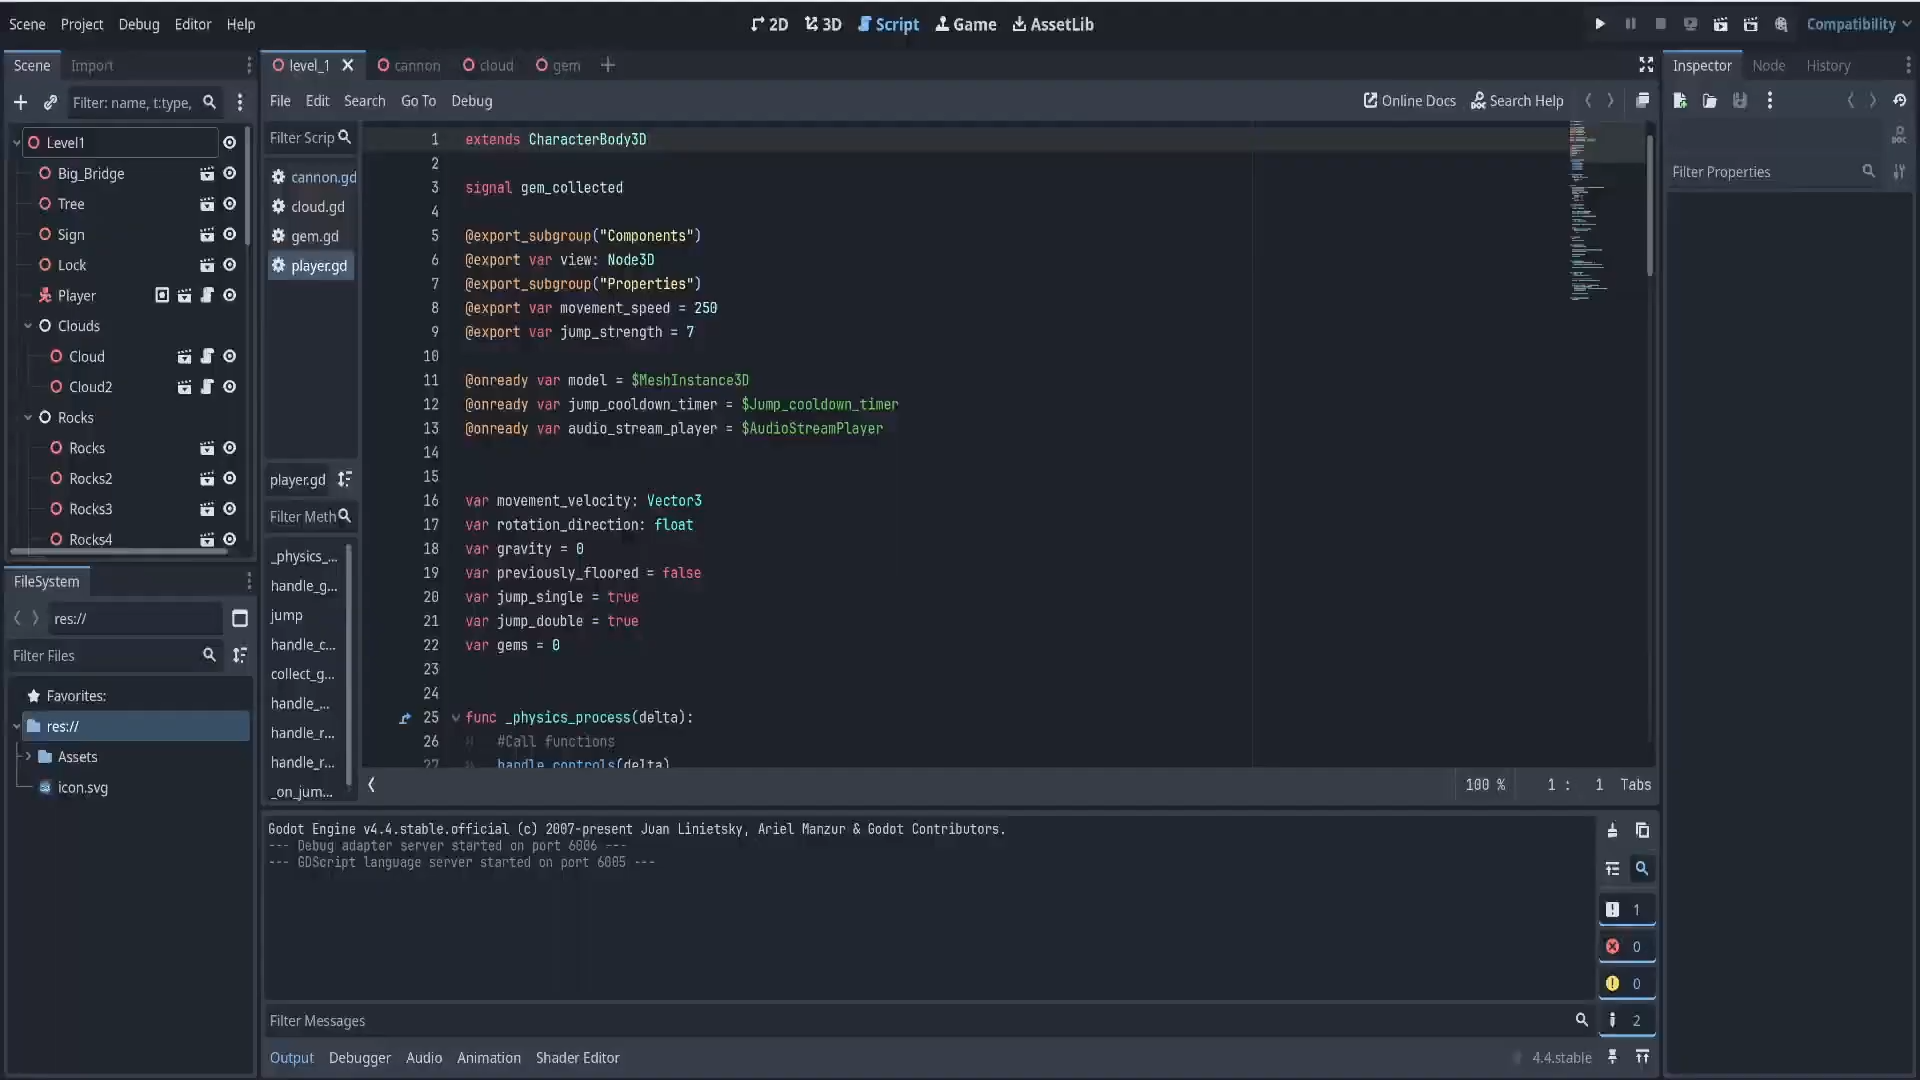 Scene Project Debug Editor Help
2D 3D Script Game AssetLib
Compatibility
Scene Import
Filter: name, t:type,
Level1
Big_Bridge
Tree
Sign
Lock
Player
Clouds
Cloud
Cloud2
Rocks
Rocks
Rocks2
Rocks3
Rocks4
FileSystem
res://
Filter Files
Favorites:
res://
Assets
icon.svg
level_1 cannon cloud gem
File Edit Search Go To Debug
Online Docs Search Help
Filter Scrip
cannon.gd
cloud.gd
gem.gd
player.gd
player.gd
Filter Meth
_physics_...
handle_g...
jump
handle_c...
collect_g...
handle_...
handle_r...
handle_r...
_on_jum...
1 extends CharacterBody3D
2
3 signal gem_collected
4
5 @export_subgroup("Components")
6 @export var view: Node3D
7 @export_subgroup("Properties")
8 @export var movement_speed = 250
9 @export var jump_strength = 7
10
11 @onready var model = $MeshInstance3D
12 @onready var jump_cooldown_timer = $Jump_cooldown_timer
13 @onready var audio_stream_player = $AudioStreamPlayer
14
15
16 var movement_velocity: Vector3
17 var rotation_direction: float
18 var gravity = 0
19 var previously_floored = false
20 var jump_single = true
21 var jump_double = true
22 var gems = 0
23
24
25 func _physics_process(delta):
26 #Call functions
27 handle_controls(delta)
100 % 1 : 1 Tabs
Godot Engine v4.4.stable.official (c) 2007-present Juan Linietsky, Ariel Manzur & Godot Contributors.
--- Debug adapter server started on port 6006 ---
--- GDScript language server started on port 6005 ---
1
0
0
2
Filter Messages
Output Debugger Audio Animation Shader Editor
4.4.stable
Inspector Node History
DOC
Filter Properties